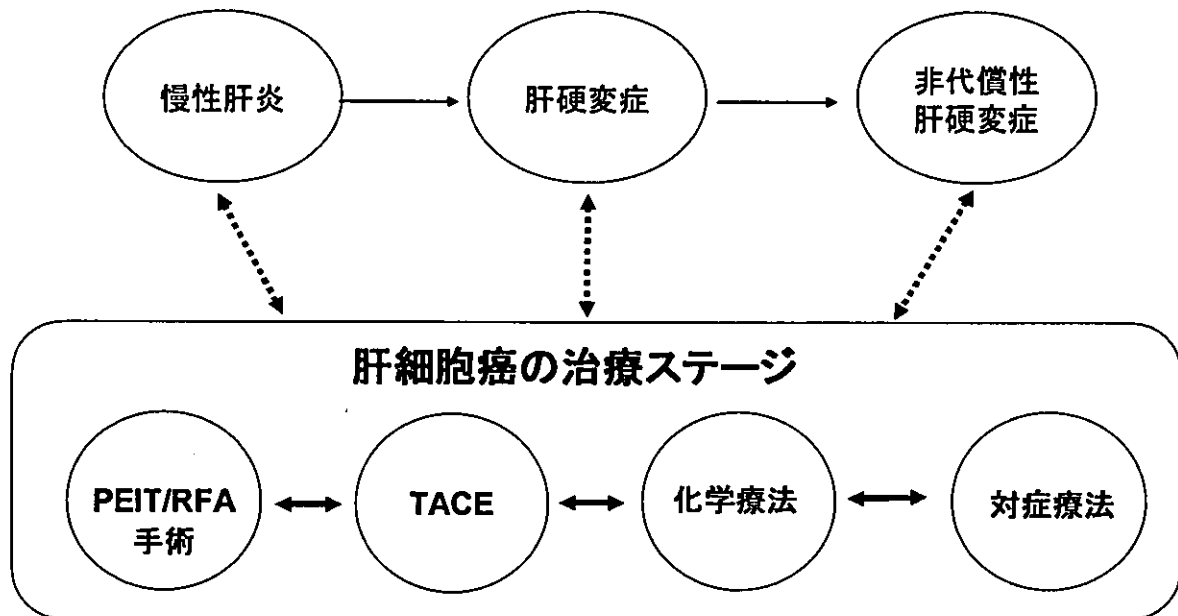 慢性肝炎
肝硬変症
非代償性
肝硬変症
肝細胞癌の治療ステージ
PEIT/RFA
手術
TACE
化学療法
対症療法